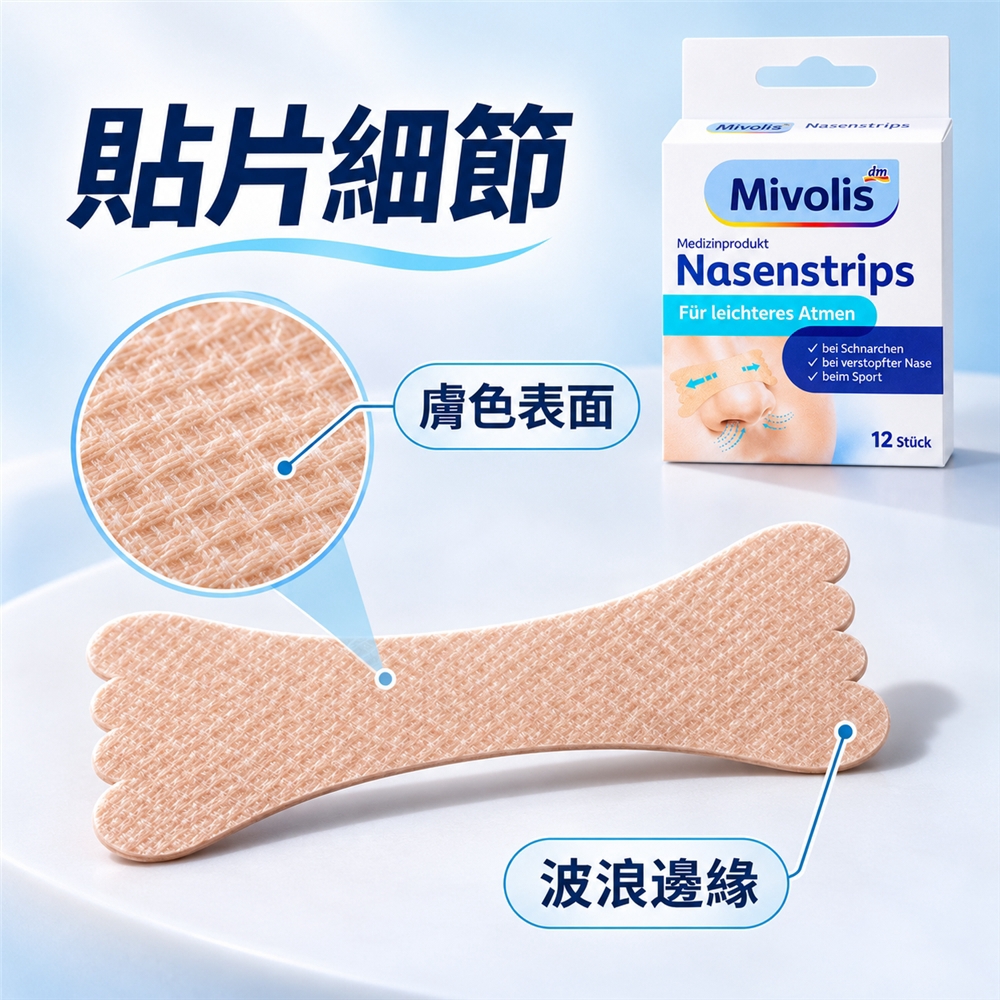 貼片細節
Mivolis Nasenstrips
dm
Mivolis
Medizinprodukt
Nasenstrips
Für leichteres Atmen
✓ bei Schnarchen
✓ bei verstopfter Nase
✓ beim Sport
12 Stück
膚色表面
波浪邊緣